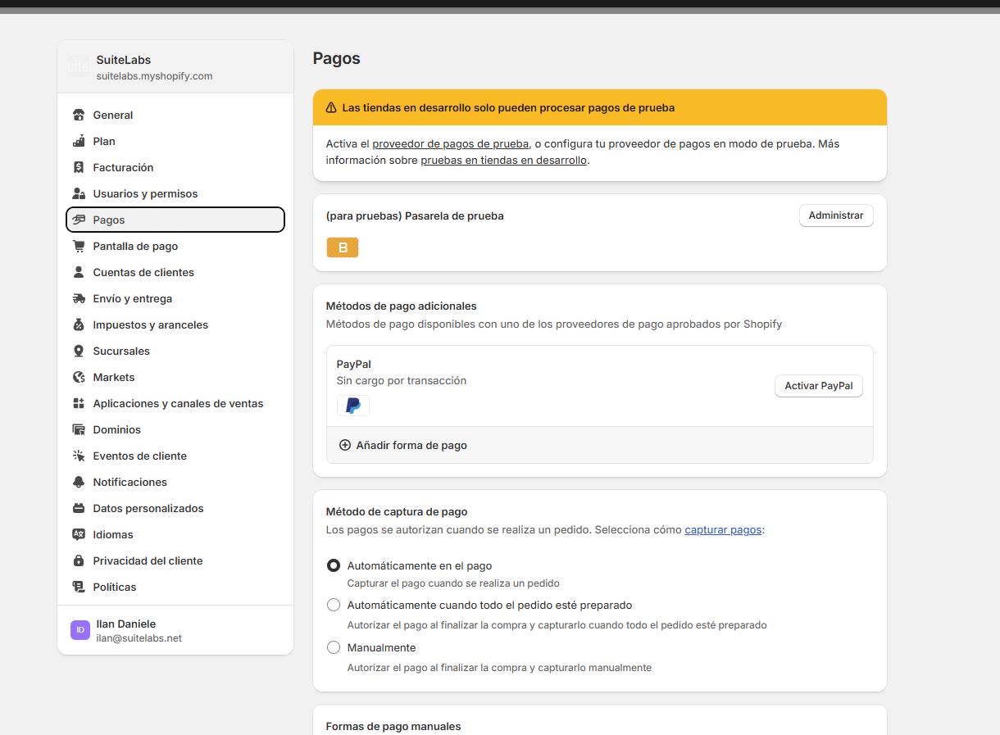 SuiteLabs
suitelabs.myshopify.com
General
Plan
Facturación
Usuarios y permisos
Pagos
Pantalla de pago
Cuentas de clientes
Envío y entrega
Impuestos y aranceles
Sucursales
Markets
Aplicaciones y canales de ventas
Dominios
Eventos de cliente
Notificaciones
Datos personalizados
Idiomas
Privacidad del cliente
Políticas
ID
Ilan Daniele
ilan@suitelabs.net
Pagos
Las tiendas en desarrollo solo pueden procesar pagos de prueba
Activa el proveedor de pagos de prueba, o configura tu proveedor de pagos en modo de prueba. Más
información sobre pruebas en tiendas en desarrollo.
(para pruebas) Pasarela de prueba
Administrar
B
Métodos de pago adicionales
Métodos de pago disponibles con uno de los proveedores de pago aprobados por Shopify
PayPal
Sin cargo por transacción
Activar PayPal
Añadir forma de pago
Método de captura de pago
Los pagos se autorizan cuando se realiza un pedido. Selecciona cómo capturar pagos:
Automáticamente en el pago
Capturar el pago cuando se realiza un pedido
Automáticamente cuando todo el pedido esté preparado
Autorizar el pago al finalizar la compra y capturarlo cuando todo el pedido esté preparado
Manualmente
Autorizar el pago al finalizar la compra y capturarlo manualmente
Formas de pago manuales